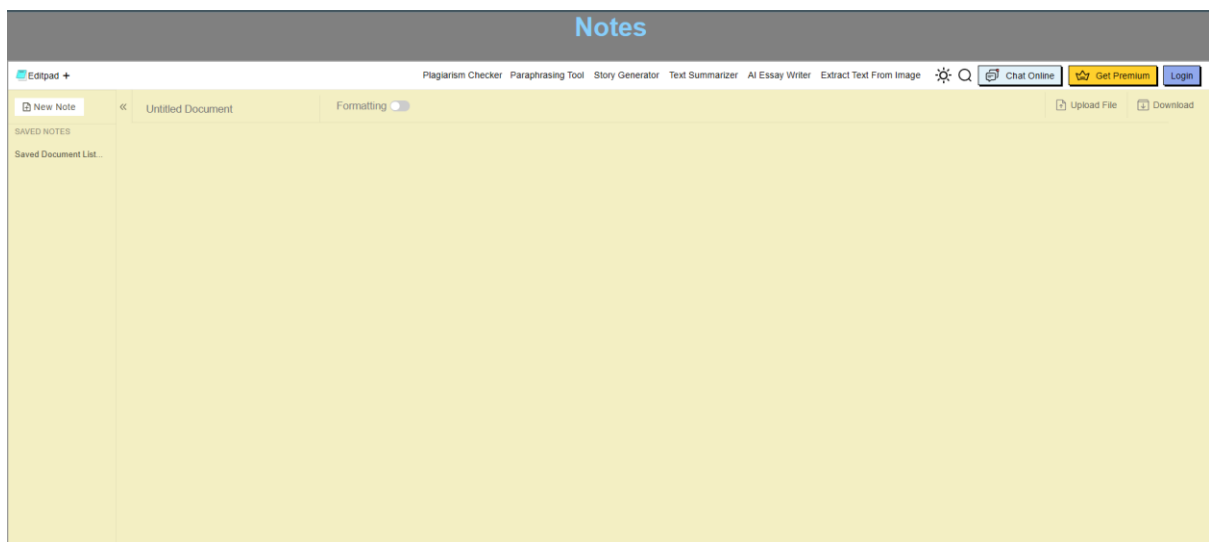 Notes
Editpad +
Plagiarism Checker Paraphrasing Tool Story Generator Text Summarizer AI Essay Writer Extract Text From Image Chat Online Get Premium Login
New Note « Untitled Document Formatting Upload File Download
SAVED NOTES
Saved Document List...